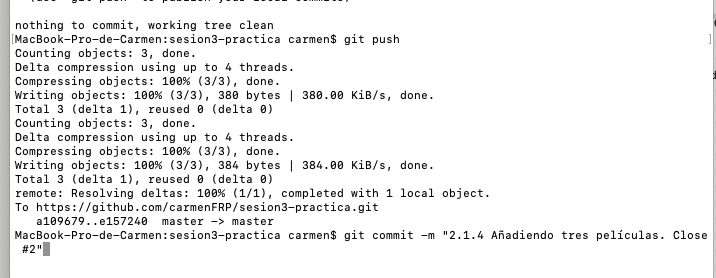 (use "git push" to publish your local commits)

nothing to commit, working tree clean
[MacBook-Pro-de-Carmen:sesion3-practica carmen$ git push ]
Counting objects: 3, done.
Delta compression using up to 4 threads.
Compressing objects: 100% (3/3), done.
Writing objects: 100% (3/3), 380 bytes | 380.00 KiB/s, done.
Total 3 (delta 1), reused 0 (delta 0)
Counting objects: 3, done.
Delta compression using up to 4 threads.
Compressing objects: 100% (3/3), done.
Writing objects: 100% (3/3), 384 bytes | 384.00 KiB/s, done.
Total 3 (delta 1), reused 0 (delta 0)
remote: Resolving deltas: 100% (1/1), completed with 1 local object.
To https://github.com/carmenFRP/sesion3-practica.git
   a109679..e157240  master -> master
MacBook-Pro-de-Carmen:sesion3-practica carmen$ git commit -m "2.1.4 Añadiendo tres películas. Close
 #2"